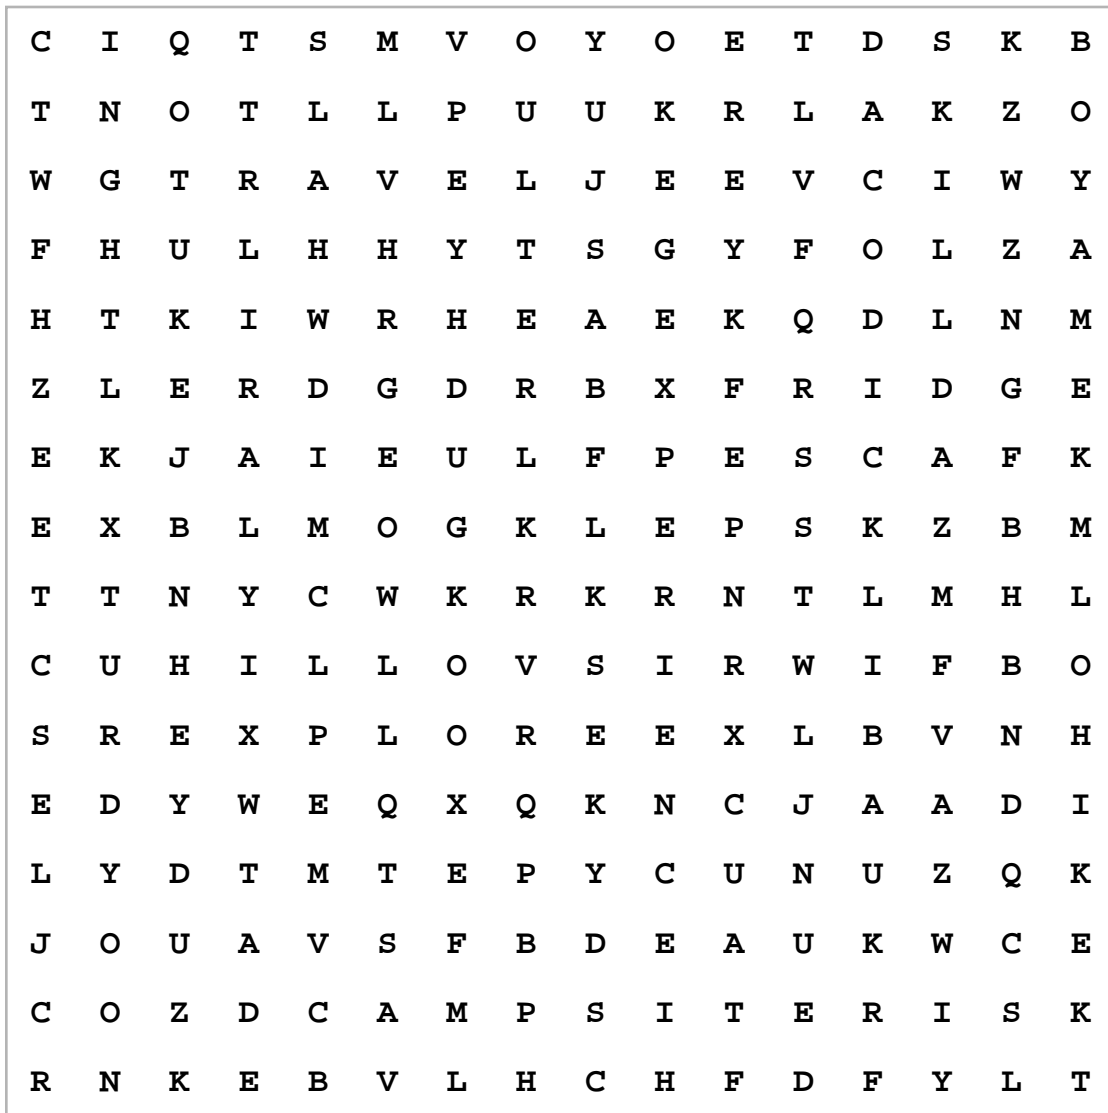 C I Q T S M V O Y O E T D S K B
T N O T L L P U U K R L A K Z O
W G T R A V E L J E E V C I W Y
F H U L H H Y T S G Y F O L Z A
H T K I W R H E A E K Q D L N M
Z L E R D G D R B X F R I D G E
E K J A I E U L F P E S C A F K
E X B L M O G K L E P S K Z B M
T T N Y C W K R K R N T L M H L
C U H I L L O V S I R W I F B O
S R E X P L O R E E X L B V N H
E D Y W E Q X Q K N C J A A D I
L Y D T M T E P Y C U N U Z Q K
J O U A V S F B D E A U K W C E
C O Z D C A M P S I T E R I S K
R N K E B V L H C H F D F Y L T